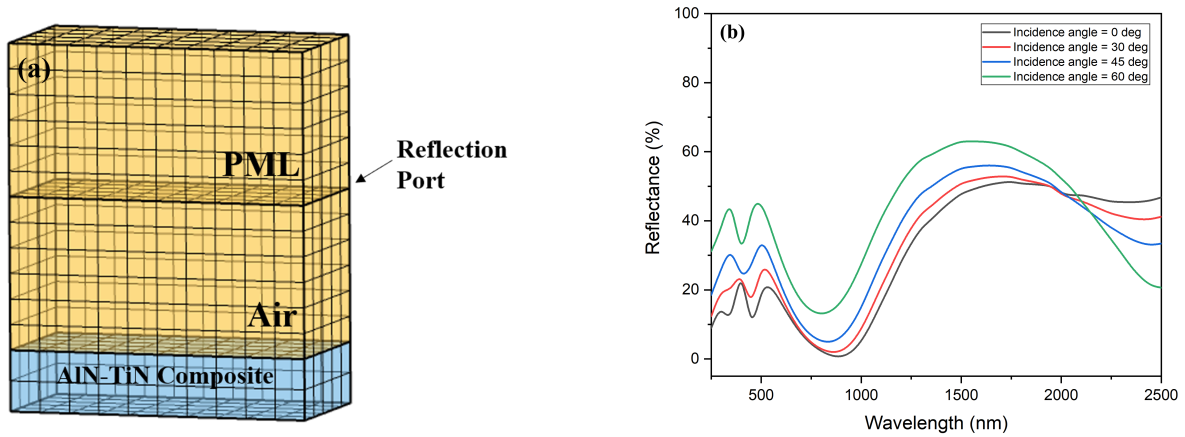 (a)
PML
Reflection
Port
Air
AlN-TiN Composite
(b)
Incidence angle = 0 deg
Incidence angle = 30 deg
Incidence angle = 45 deg
Incidence angle = 60 deg
Reflectance (%)
100
80
60
40
20
0
500
1000
1500
2000
2500
Wavelength (nm)